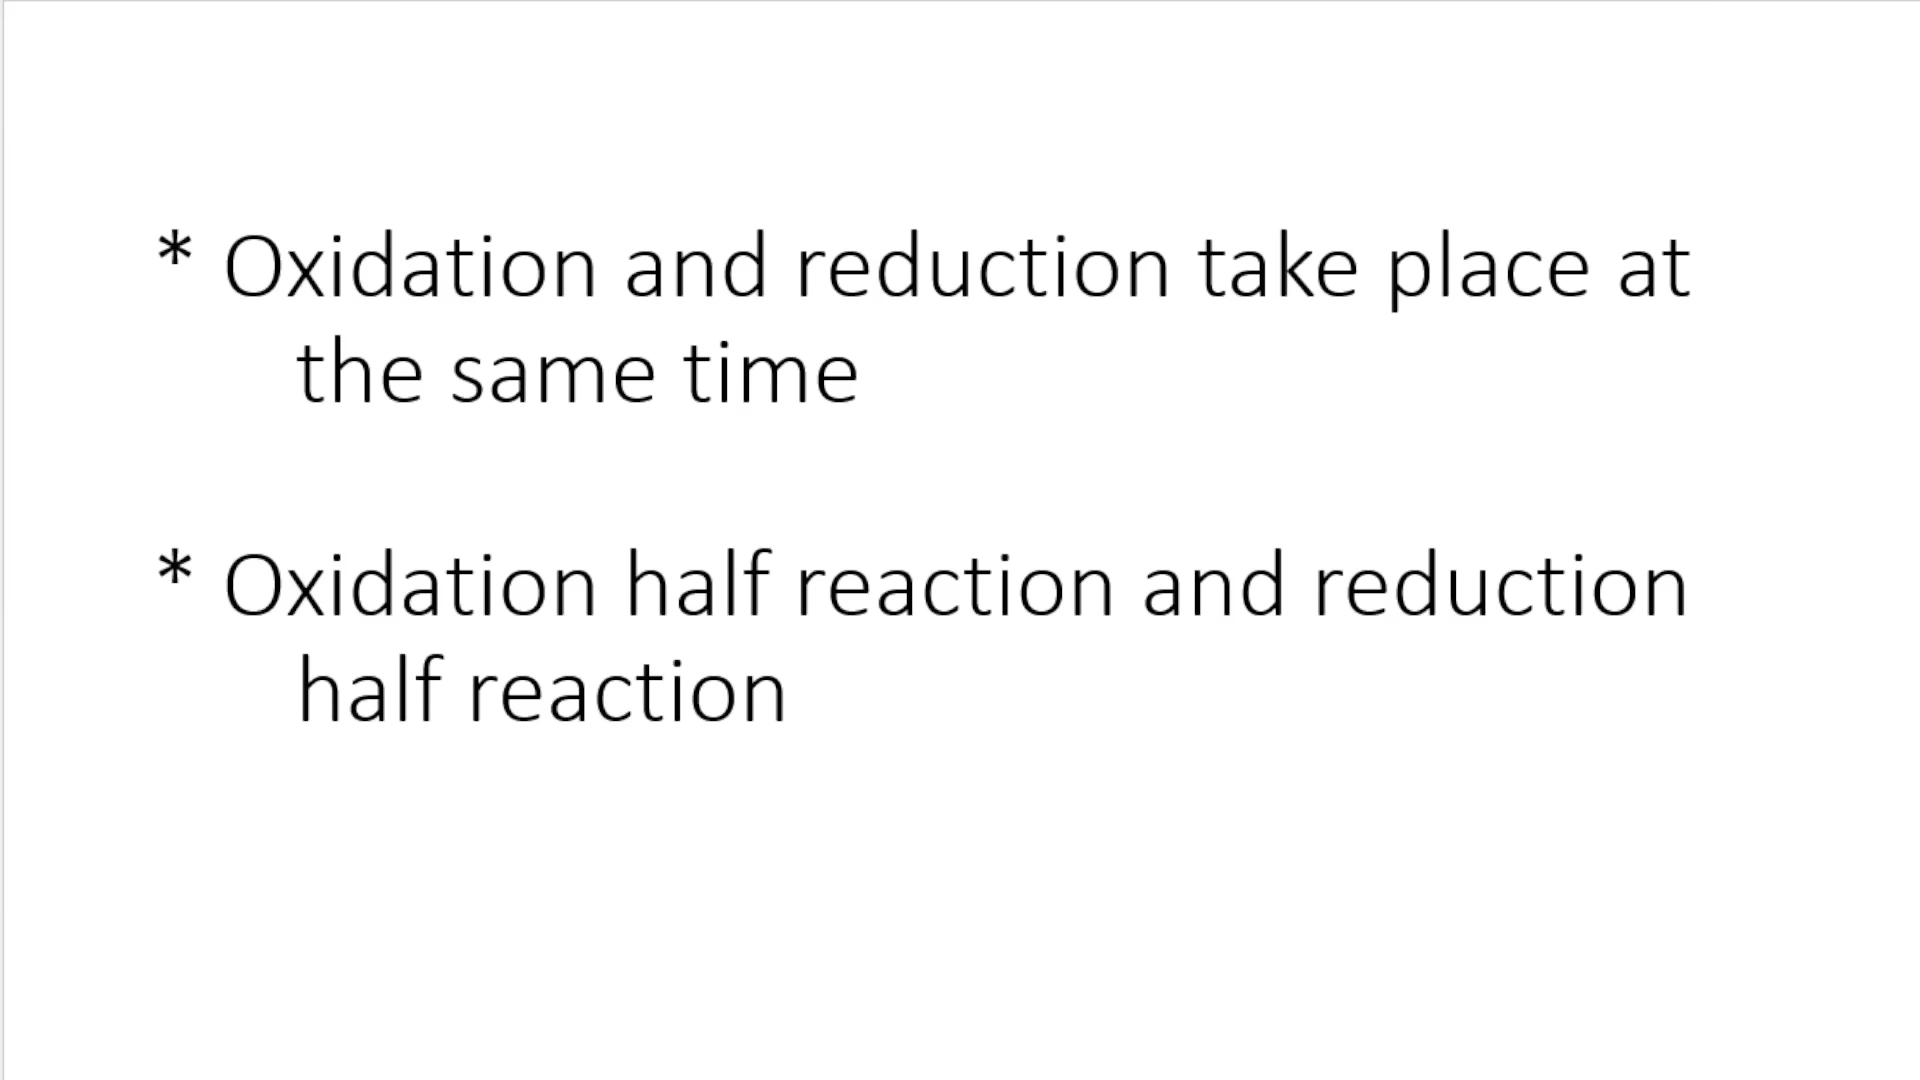 * Oxidation and reduction take place at
the same time
* Oxidation half reaction and reduction
half reaction